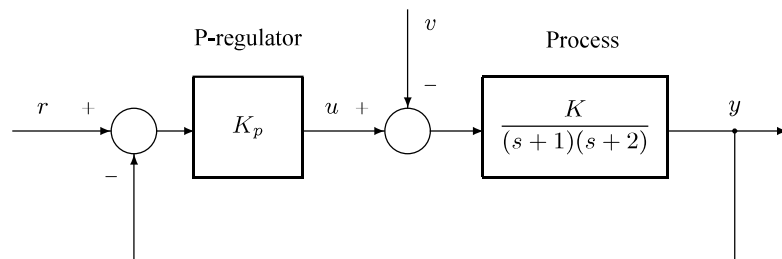 v
P-regulator
Process
−
r
+
K_p
u
+
K
(s + 1)(s + 2)
y
−